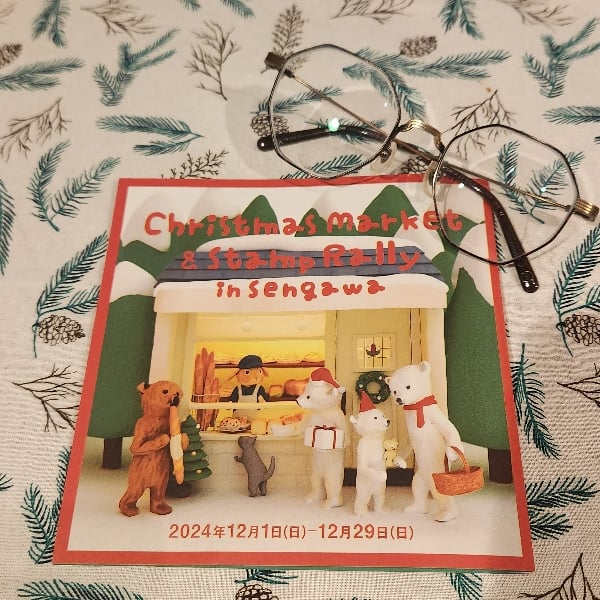 Christmas Market
& Stamp Rally
in Sengawa
2024年12月1日(日)-12月29日(日)